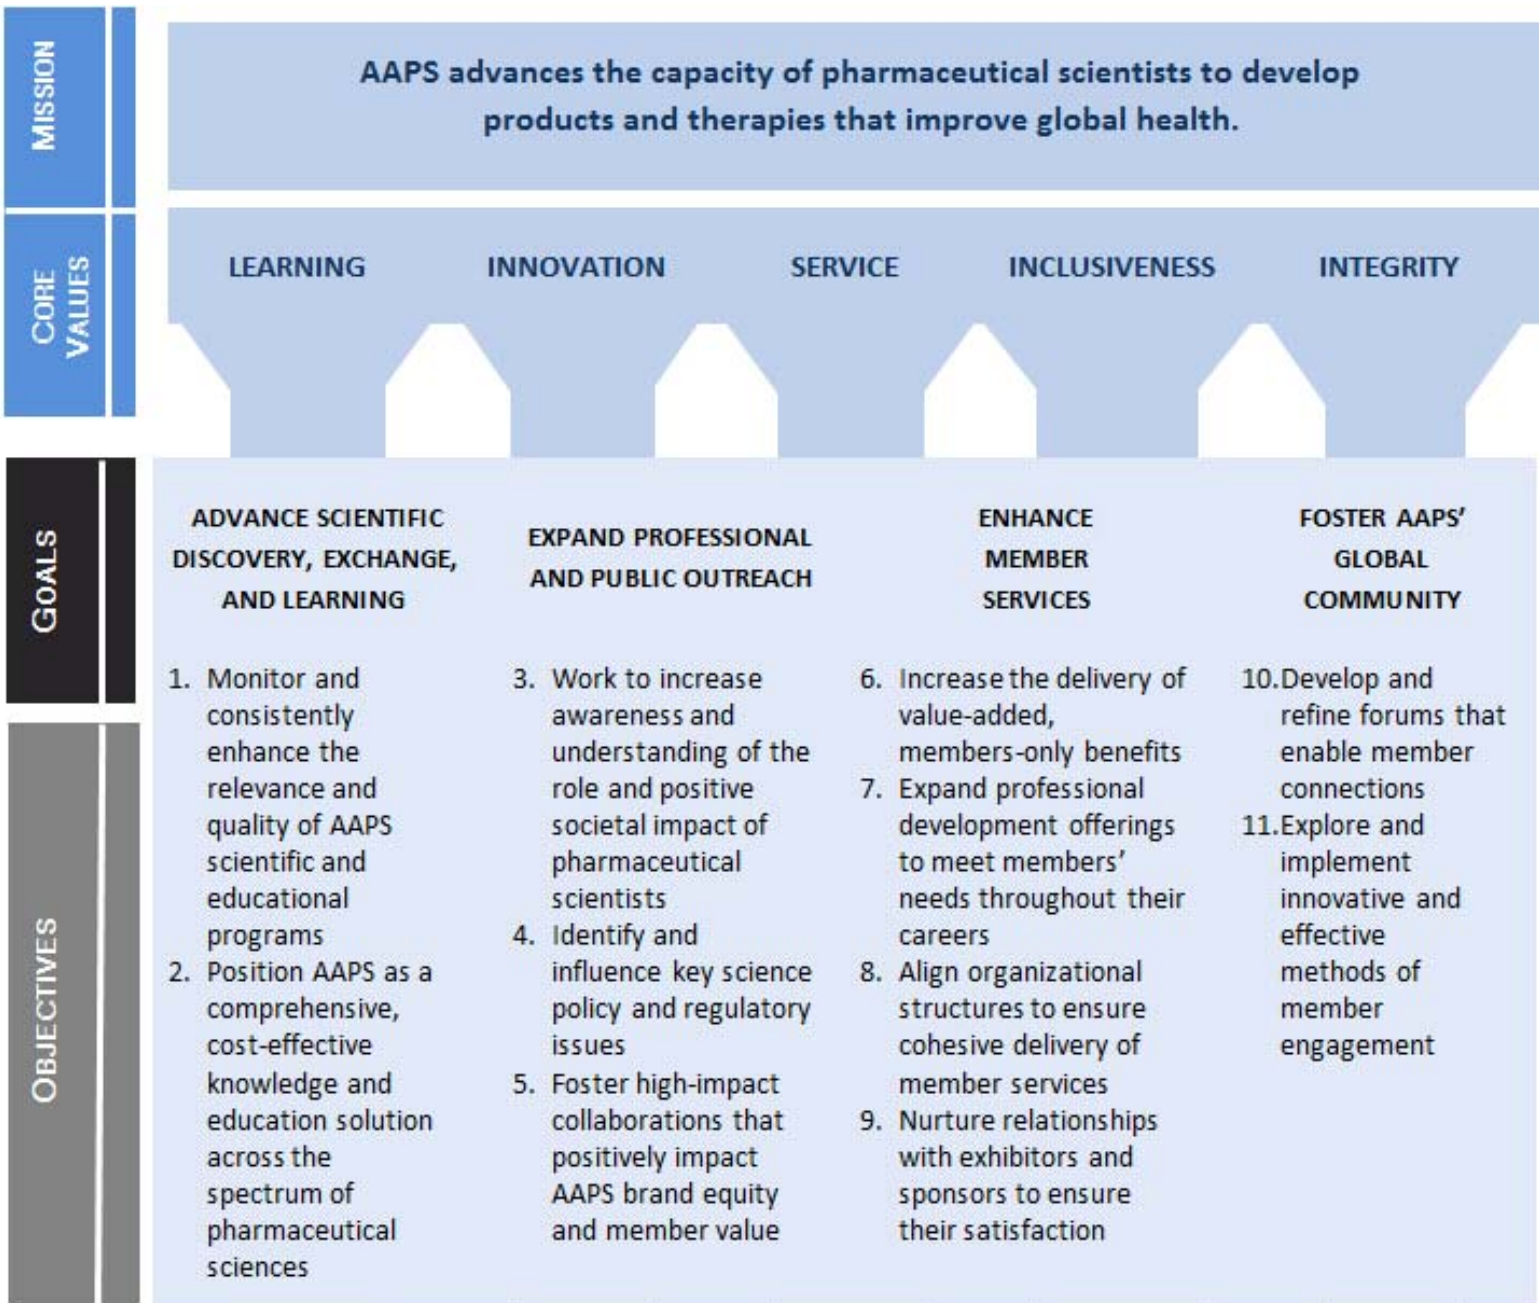 MISSION
AAPS advances the capacity of pharmaceutical scientists to develop
products and therapies that improve global health.
CORE
VALUES
LEARNING
INNOVATION
SERVICE
INCLUSIVENESS
INTEGRITY
GOALS
ADVANCE SCIENTIFIC
DISCOVERY, EXCHANGE,
AND LEARNING
EXPAND PROFESSIONAL
AND PUBLIC OUTREACH
ENHANCE
MEMBER
SERVICES
FOSTER AAPS'
GLOBAL
COMMUNITY
OBJECTIVES
1. Monitor and
consistently
enhance the
relevance and
quality of AAPS
scientific and
educational
programs
2. Position AAPS as a
comprehensive,
cost-effective
knowledge and
education solution
across the
spectrum of
pharmaceutical
sciences
3. Work to increase
awareness and
understanding of the
role and positive
societal impact of
pharmaceutical
scientists
4. Identify and
influence key science
policy and regulatory
issues
5. Foster high-impact
collaborations that
positively impact
AAPS brand equity
and member value
6. Increase the delivery of
value-added,
members-only benefits
7. Expand professional
development offerings
to meet members'
needs throughout their
careers
8. Align organizational
structures to ensure
cohesive delivery of
member services
9. Nurture relationships
with exhibitors and
sponsors to ensure
their satisfaction
10. Develop and
refine forums that
enable member
connections
11. Explore and
implement
innovative and
effective
methods of
member
engagement